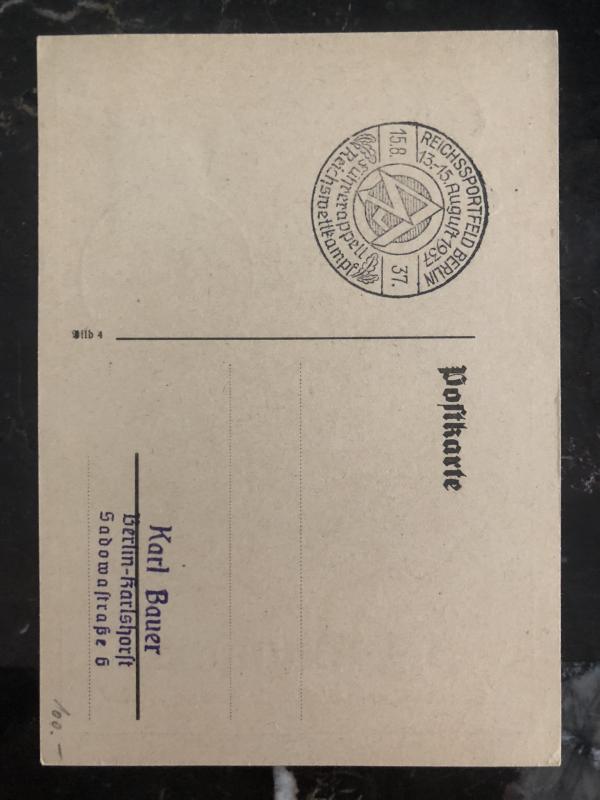 REICHSSPORTFELD BERLIN
13.-15. Auguſt 1937
15.8.
37.
Führerappell
Reichswettkampf
Poſtkarte
Karl Bauer
Berlin-Karlshorſt
Sadowaſtraße 6
Bild 4
100.-